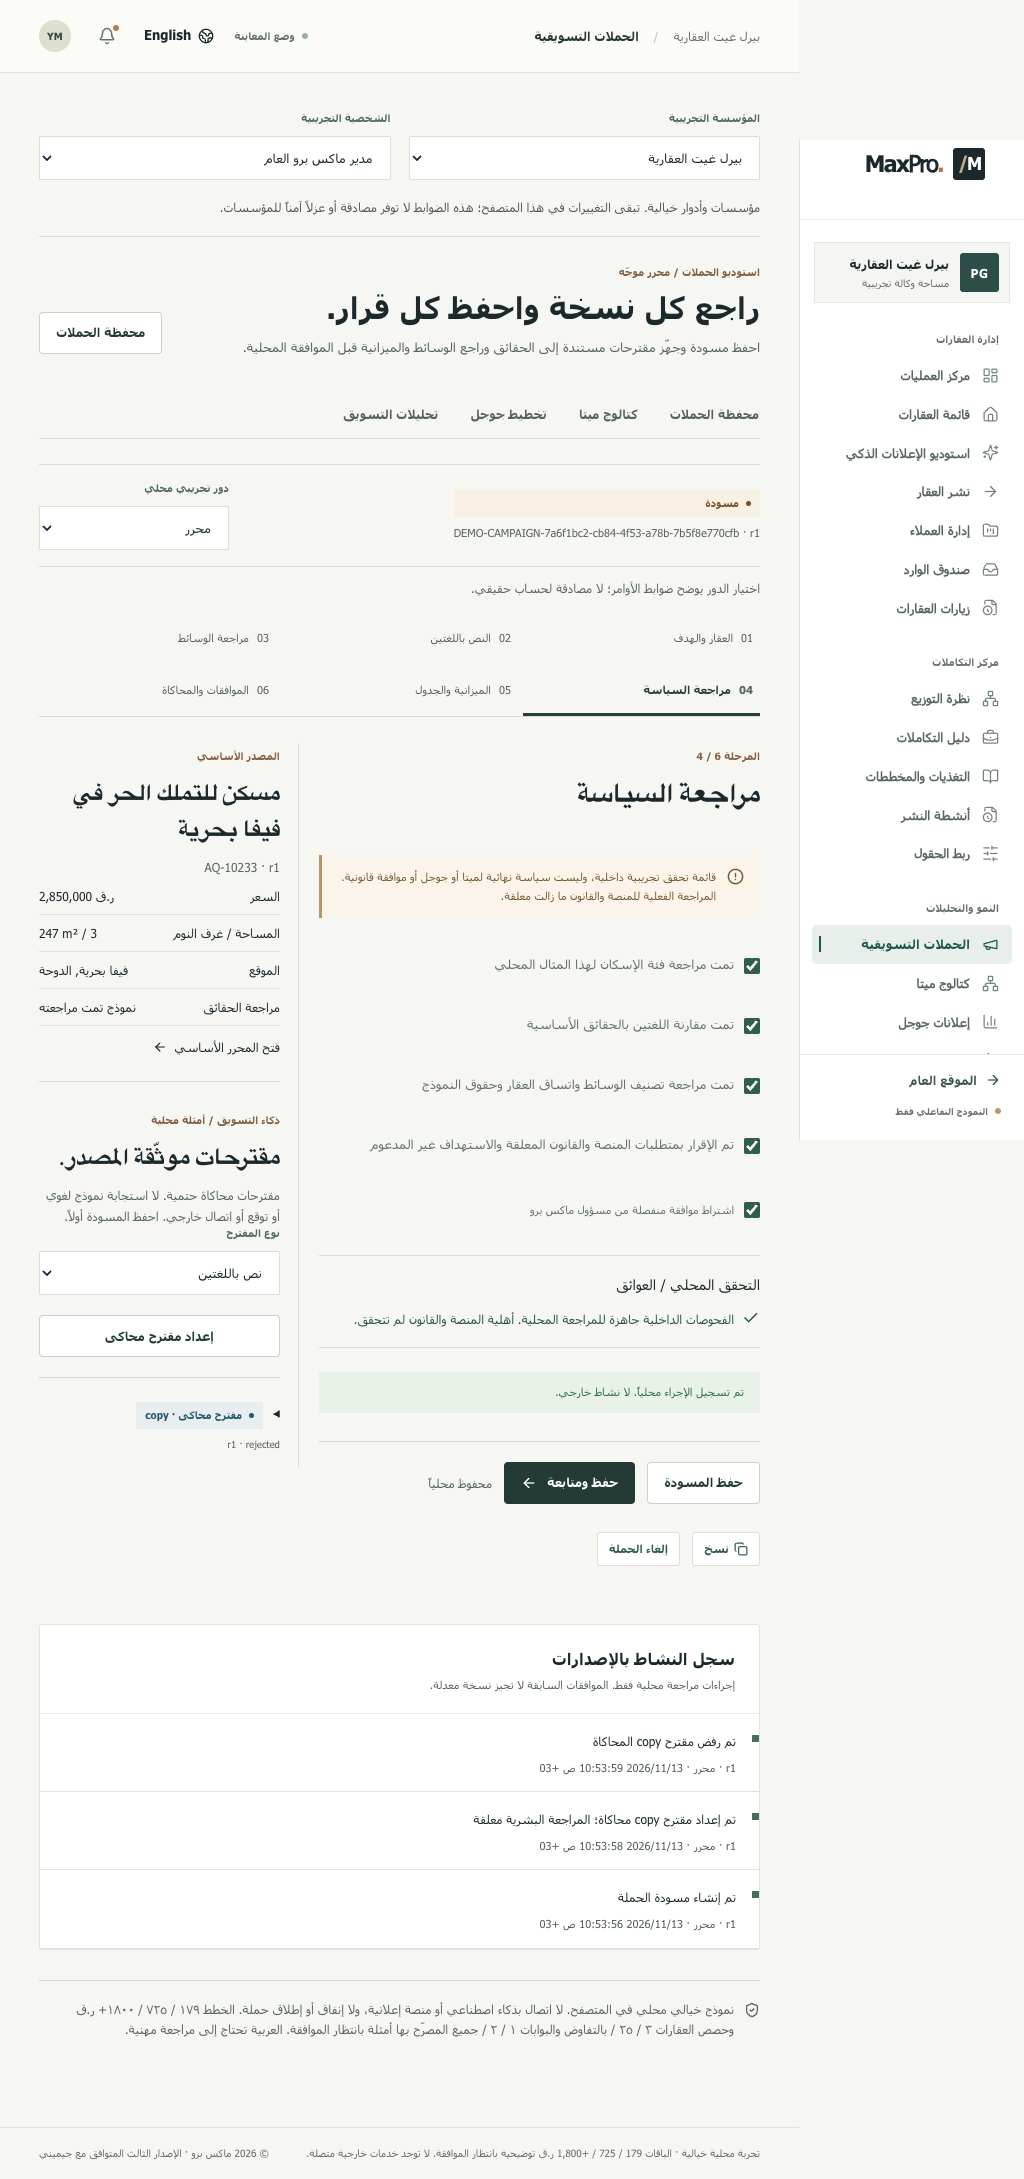 بيرل غيت العقارية / الحملات التسويقية
وضع المعاينة
English
YM
MaxPro.
/M
PG
بيرل غيت العقارية
مساحة وكالة تجريبية
إدارة العقارات
مركز العمليات
قائمة العقارات
استوديو الإعلانات الذكي
نشر العقار
إدارة العملاء
صندوق الوارد
زيارات العقارات
مركز التكاملات
نظرة التوزيع
دليل التكاملات
التغذيات والمخططات
أنشطة النشر
ربط الحقول
النمو والتحليلات
الحملات التسويقية
كتالوج ميتا
إعلانات جوجل
الموقع العام
النموذج التفاعلي فقط
المؤسسة التجريبية
بيرل غيت العقارية
الشخصية التجريبية
مدير ماكس برو العام
مؤسسات وأدوار خيالية. تبقى التغييرات في هذا المتصفح؛ هذه الضوابط لا توفر مصادقة أو عزلاً آمناً للمؤسسات.
استوديو الحملات / محرر موجّه
راجع كل نسخة واحفظ كل قرار.
احفظ مسودة وجهّز مقترحات مستندة إلى الحقائق وراجع الوسائط والميزانية قبل الموافقة المحلية.
محفظة الحملات
محفظة الحملات
كتالوج ميتا
تخطيط جوجل
تحليلات التسويق
مسودة
DEMO-CAMPAIGN-7a6f1bc2-cb84-4f53-a78b-7b5f8e770cfb · r1
دور تجريبي محلي
محرر
اختيار الدور يوضح ضوابط الأوامر؛ لا مصادقة لحساب حقيقي.
01 العقار والهدف
02 النص باللغتين
03 مراجعة الوسائط
04 مراجعة السياسة
05 الميزانية والجدول
06 الموافقات والمحاكاة
المرحلة 6 / 4
مراجعة السياسة
قائمة تحقق تجريبية داخلية، وليست سياسة نهائية لميتا أو جوجل أو موافقة قانونية.
المراجعة الفعلية للمنصة والقانون ما زالت معلقة.
تمت مراجعة فئة الإسكان لهذا المثال المحلي
تمت مقارنة اللغتين بالحقائق الأساسية
تمت مراجعة تصنيف الوسائط واتساق العقار وحقوق النموذج
تم الإقرار بمتطلبات المنصة والقانون المعلقة والاستهداف غير المدعوم
اشتراط موافقة منفصلة من مسؤول ماكس برو
التحقق المحلي / العوائق
الفحوصات الداخلية جاهزة للمراجعة المحلية. أهلية المنصة والقانون لم تتحقق.
تم تسجيل الإجراء محلياً. لا نشاط خارجي.
حفظ المسودة
حفظ ومتابعة
محفوظ محلياً
نسخ
إلغاء الحملة
المصدر الأساسي
مسكن للتملك الحر في
فيفا بحرية
AQ-10233 · r1
السعر
ر.ق 2,850,000
المساحة / غرف النوم
247 m² / 3
الموقع
فيفا بحرية, الدوحة
مراجعة الحقائق
نموذج تمت مراجعته
فتح المحرر الأساسي
ذكاء التسويق / أمثلة محلية
مقترحات موثّقة المصدر.
مقترحات محاكاة حتمية. لا استجابة نموذج لغوي
أو توقع أو اتصال خارجي. احفظ المسودة أولاً.
نوع المقترح
نص باللغتين
إعداد مقترح محاكى
مقترح محاكى · copy
r1 · rejected
سجل النشاط بالإصدارات
إجراءات مراجعة محلية فقط. الموافقات السابقة لا تجيز نسخة معدلة.
تم رفض مقترح copy المحاكاة
r1 · محرر · 2026/11/13 10:53:59 ص +03
تم إعداد مقترح copy محاكاة؛ المراجعة البشرية معلقة
r1 · محرر · 2026/11/13 10:53:58 ص +03
تم إنشاء مسودة الحملة
r1 · محرر · 2026/11/13 10:53:56 ص +03
نموذج خيالي محلي في المتصفح. لا اتصال بذكاء اصطناعي أو منصة إعلانية، ولا إنفاق أو إطلاق حملة. الخطط ١٧٩ / ٧٢٥ / ١٨٠٠+ ر.ق
وحصص العقارات ٣ / ٢٥ / بالتفاوض والبوابات ١ / ٢ / جميع المصرّح بها أمثلة بانتظار الموافقة. العربية تحتاج إلى مراجعة مهنية.
تجربة محلية خيالية · الباقات 179 / 725 / 1,800+ ر.ق توضيحية بانتظار الموافقة. لا توجد خدمات خارجية متصلة.
© 2026 ماكس برو · الإصدار الثالث المتوافق مع جيميني